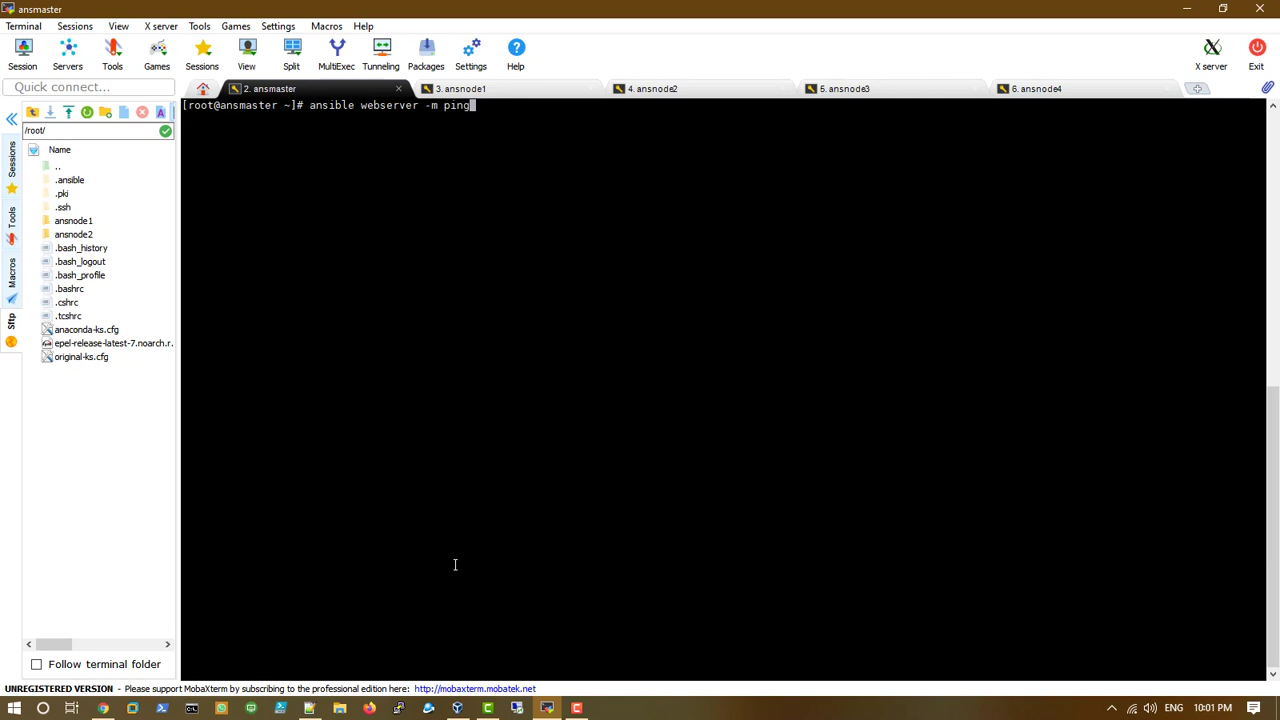 ansmaster
Terminal Sessions View X server Tools Games Settings Macros Help
Session Servers Tools Games Sessions View Split MultiExec Tunneling Packages Settings Help X server Exit
Quick connect...
2. ansmaster 3. ansnode1 4. ansnode2 5. ansnode3 6. ansnode4
[root@ansmaster ~]# ansible webserver -m ping
/root/
Name
..
.ansible
.pki
.ssh
ansnode1
ansnode2
.bash_history
.bash_logout
.bash_profile
.bashrc
.cshrc
.tcshrc
anaconda-ks.cfg
epel-release-latest-7.noarch.r.
original-ks.cfg
Sessions
Tools
Macros
Sftp
Follow terminal folder
UNREGISTERED VERSION - Please support MobaXterm by subscribing to the professional edition here: http://mobaxterm.mobatek.net
ENG 10:01 PM